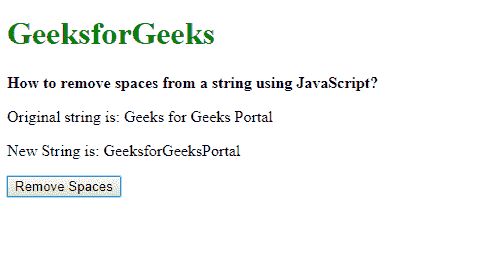 GeeksforGeeks
How to remove spaces from a string using JavaScript?
Original string is: Geeks for Geeks Portal
New String is: GeeksforGeeksPortal
Remove Spaces